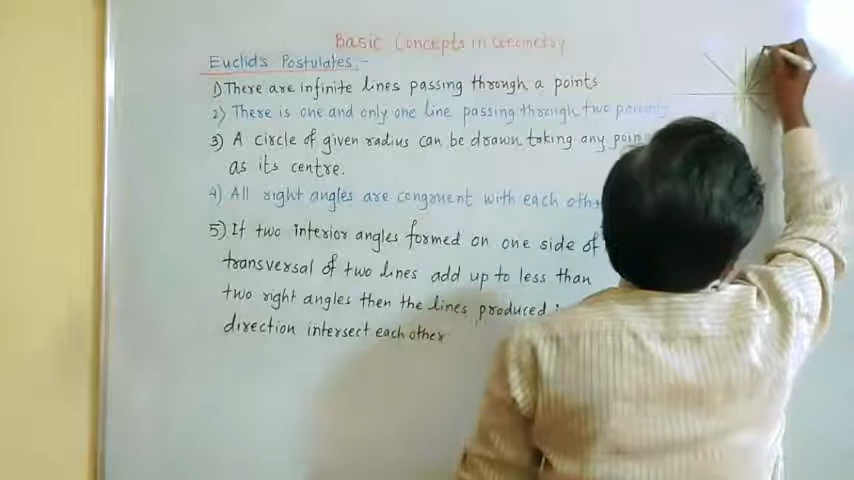 Basic Concepts in Geometry
Euclid's Postulates :-
1) There are infinite lines passing through a points
2) There is one and only one line passing through two
3) A circle of given radius can be drawn taking any
as its centre.
4) All right angles are congruent with each
5) If two interior angles formed on one side of
transversal of two lines add up to less than
two right angles then the lines produced
direction intersect each other